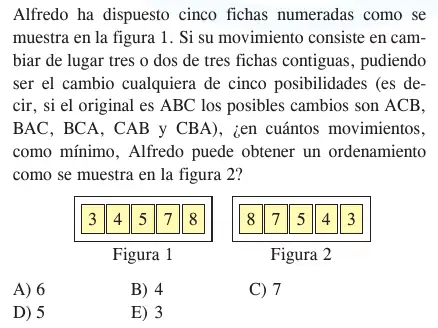 Alfredo ha dispuesto cinco fichas numeradas como se
muestra en la figura 1. Si su movimiento consiste en cam-
biar de lugar tres o dos de tres fichas contiguas, pudiendo
ser el cambio cualquiera de cinco posibilidades (es de-
cir, si el original es ABC los posibles cambios son ACB,
BAC, BCA, CAB y CBA), ¿en cuántos movimientos,
como mínimo, Alfredo puede obtener un ordenamiento
como se muestra en la figura 2?
3 4 5 7 8 8 7 5 4 3
Figura 1 Figura 2
A) 6 B) 4 C) 7
D) 5 E) 3